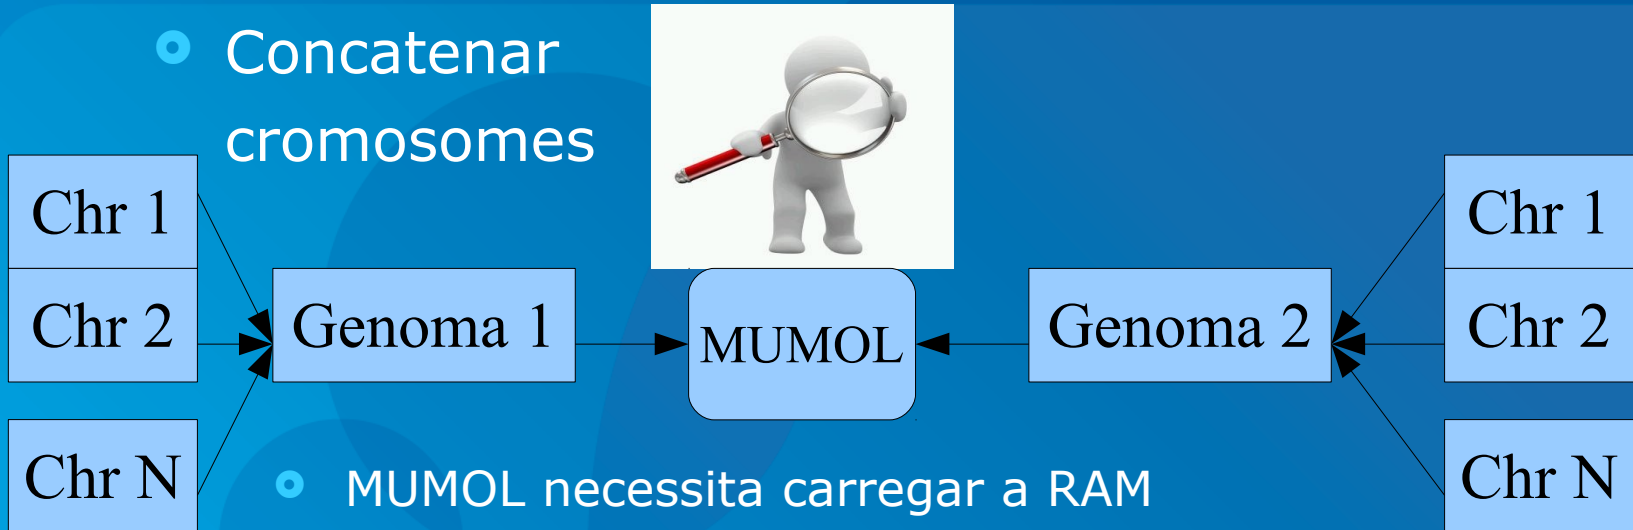 Concatenar
cromosomes
Chr 1
Chr 2
Chr N
Genoma 1
MUMOL
Genoma 2
Chr 1
Chr 2
Chr N
MUMOL necessita carregar a RAM